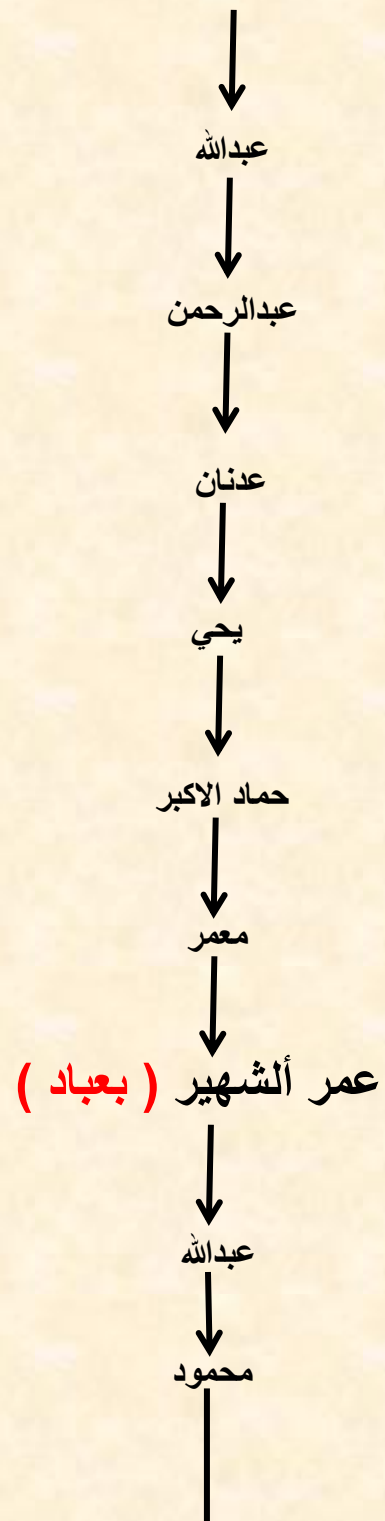 عبدالله
عبدالرحمن
عدنان
يحي
حماد الاكبر
معمر
عمر ألشهير ( بعباد )
عبدالله
محمود